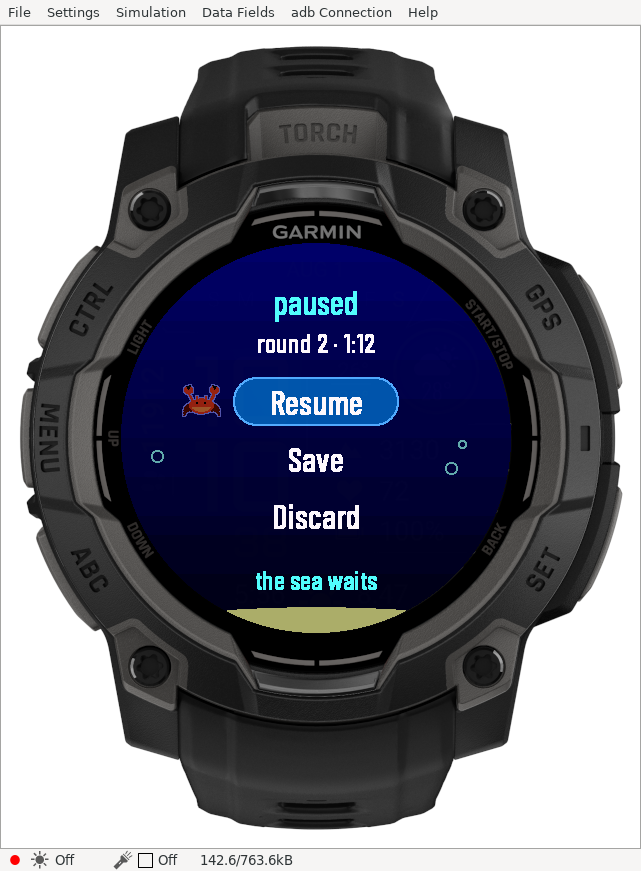 File Settings Simulation Data Fields adb Connection Help
TORCH
GARMIN
CTRL
LIGHT
START/STOP
GPS
paused
round 2 · 1:12
Resume
MENU
UP
Save
Discard
ABC
DOWN
BACK
SET
the sea waits
Off Off 142.6/763.6kB